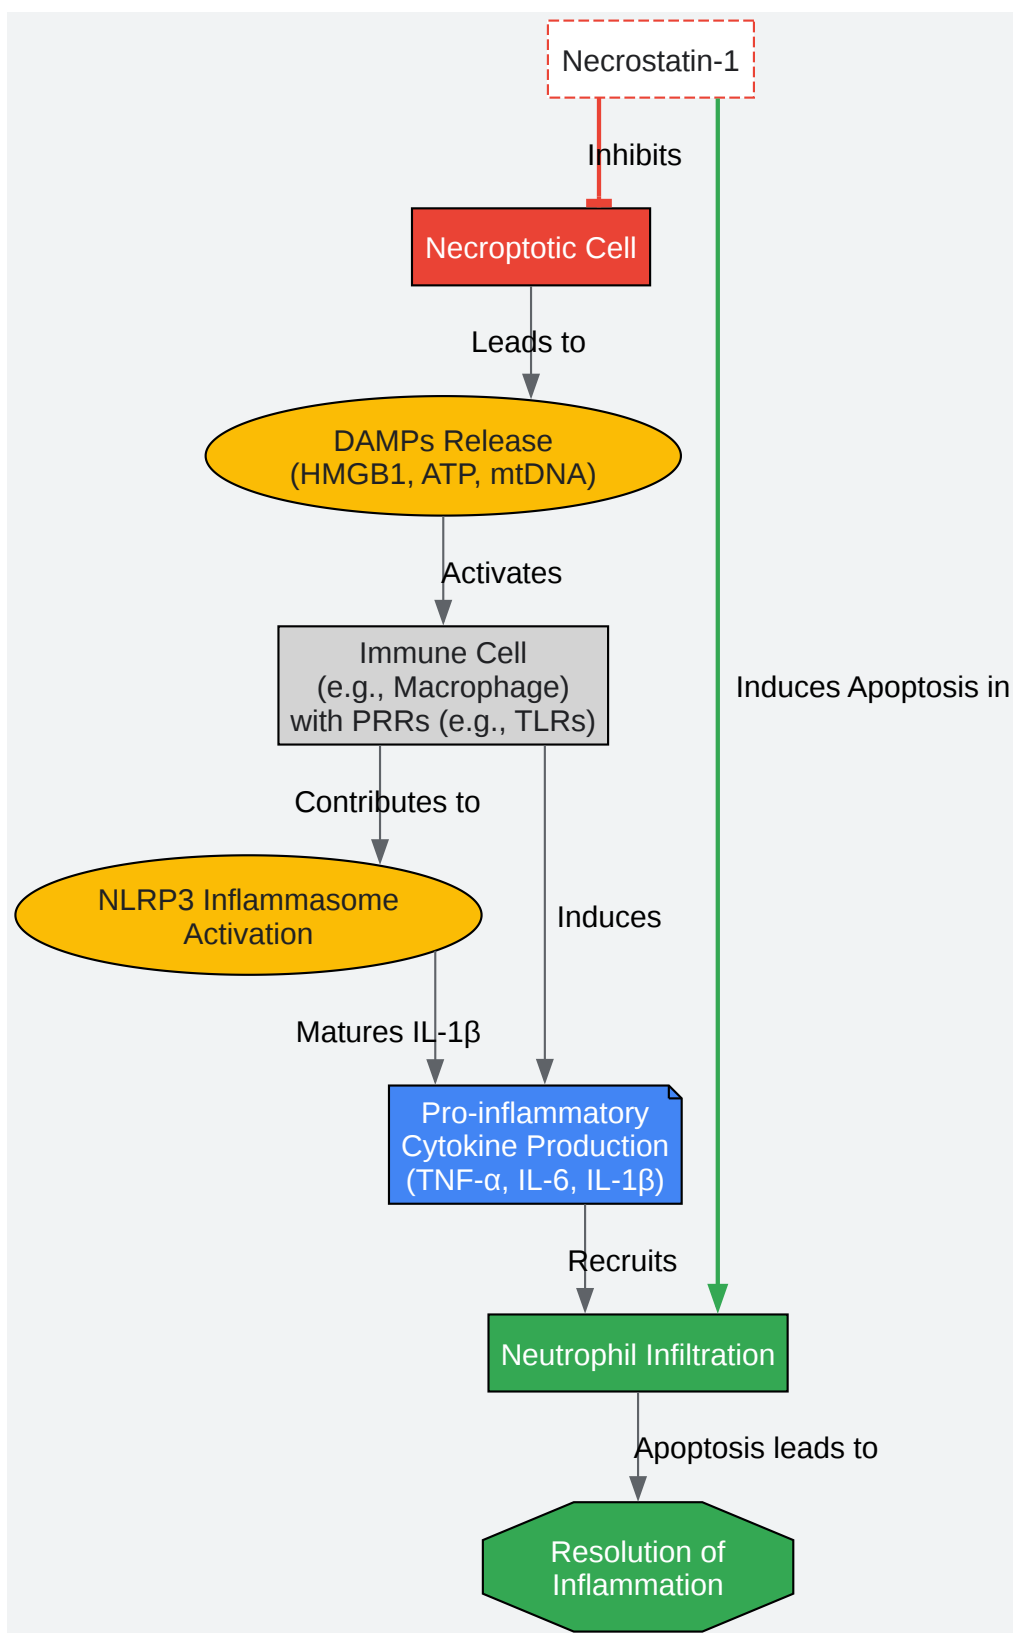 Necrostatin-1
Inhibits
Necroptotic Cell
Leads to
DAMPs Release
(HMGB1, ATP, mtDNA)
Activates
Immune Cell
(e.g., Macrophage)
with PRRs (e.g., TLRs)
Induces Apoptosis in
Contributes to
NLRP3 Inflammasome
Activation
Induces
Matures IL-1β
Pro-inflammatory
Cytokine Production
(TNF-α, IL-6, IL-1β)
Recruits
Neutrophil Infiltration
Apoptosis leads to
Resolution of
Inflammation